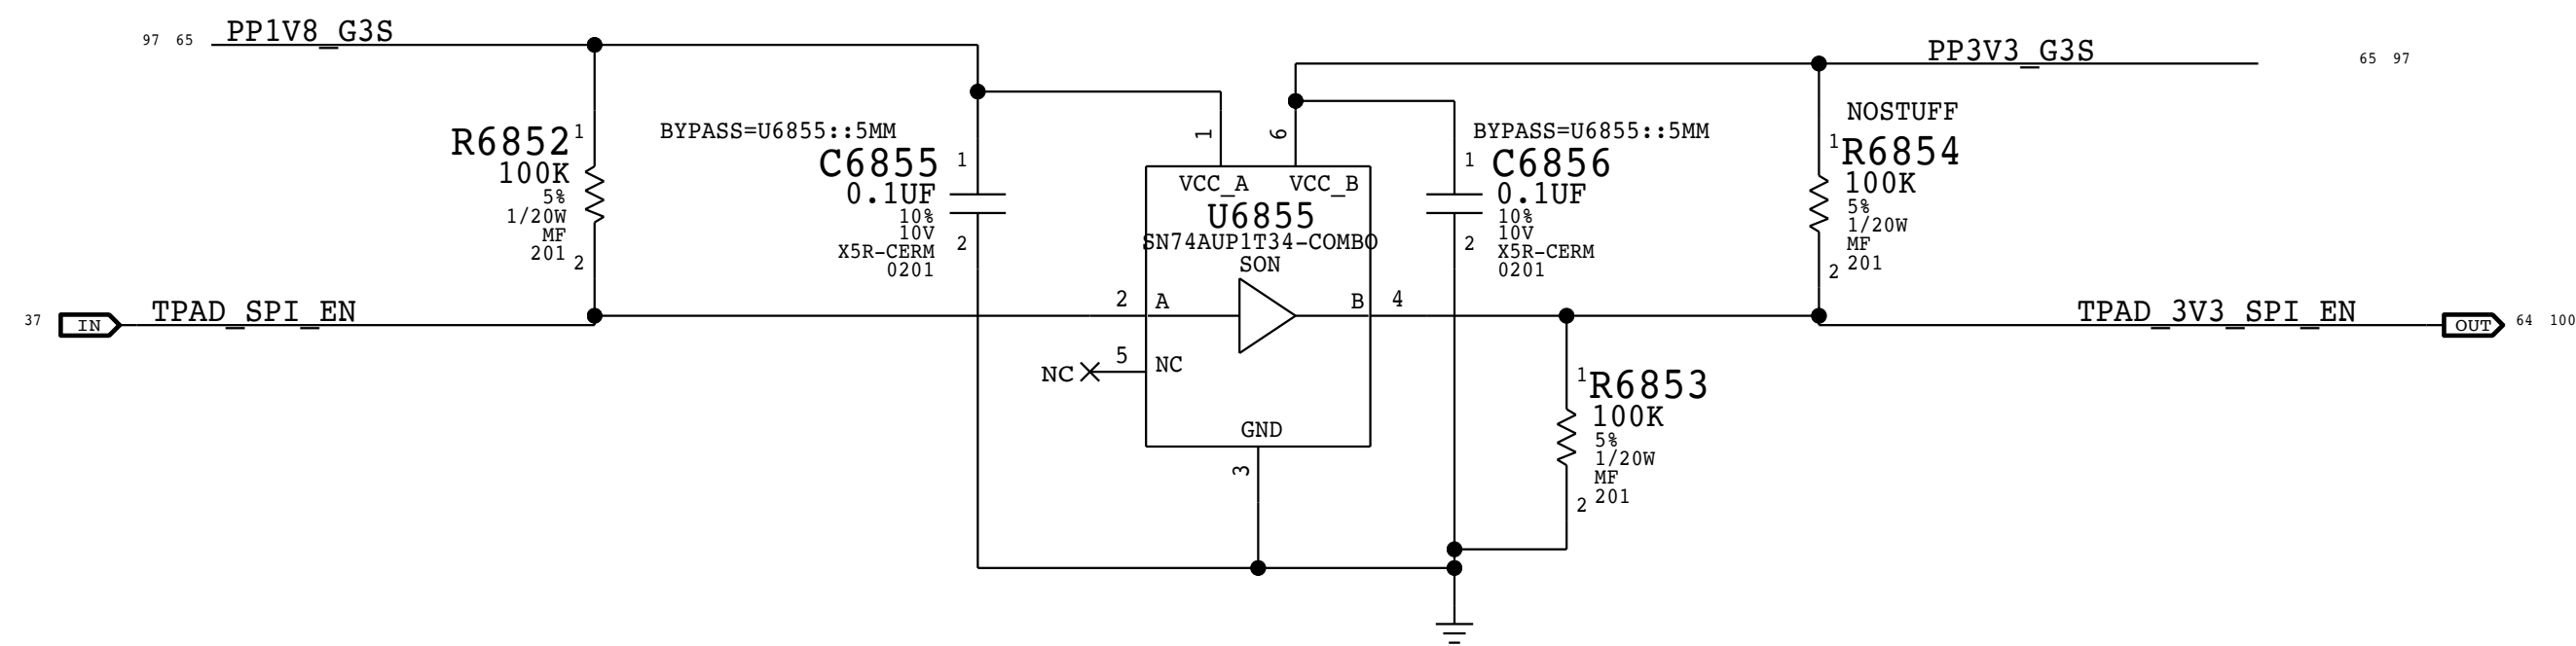 97 65 PP1V8_G3S
PP3V3_G3S 65 97
R6852
1
100K
5%
1/20W
MF
201
2
BYPASS=U6855::5MM
C6855
1
0.1UF
10%
10V
X5R-CERM
0201
2
1
6
VCC_A VCC_B
U6855
SN74AUP1T34-COMBO
SON
2 A
B 4
5 NC
NC
GND
3
BYPASS=U6855::5MM
1 C6856
0.1UF
10%
10V
2 X5R-CERM
0201
NOSTUFF
1 R6854
100K
5%
1/20W
MF
2 201
37 IN TPAD_SPI_EN
TPAD_3V3_SPI_EN OUT 64 100
1 R6853
100K
5%
1/20W
MF
2 201